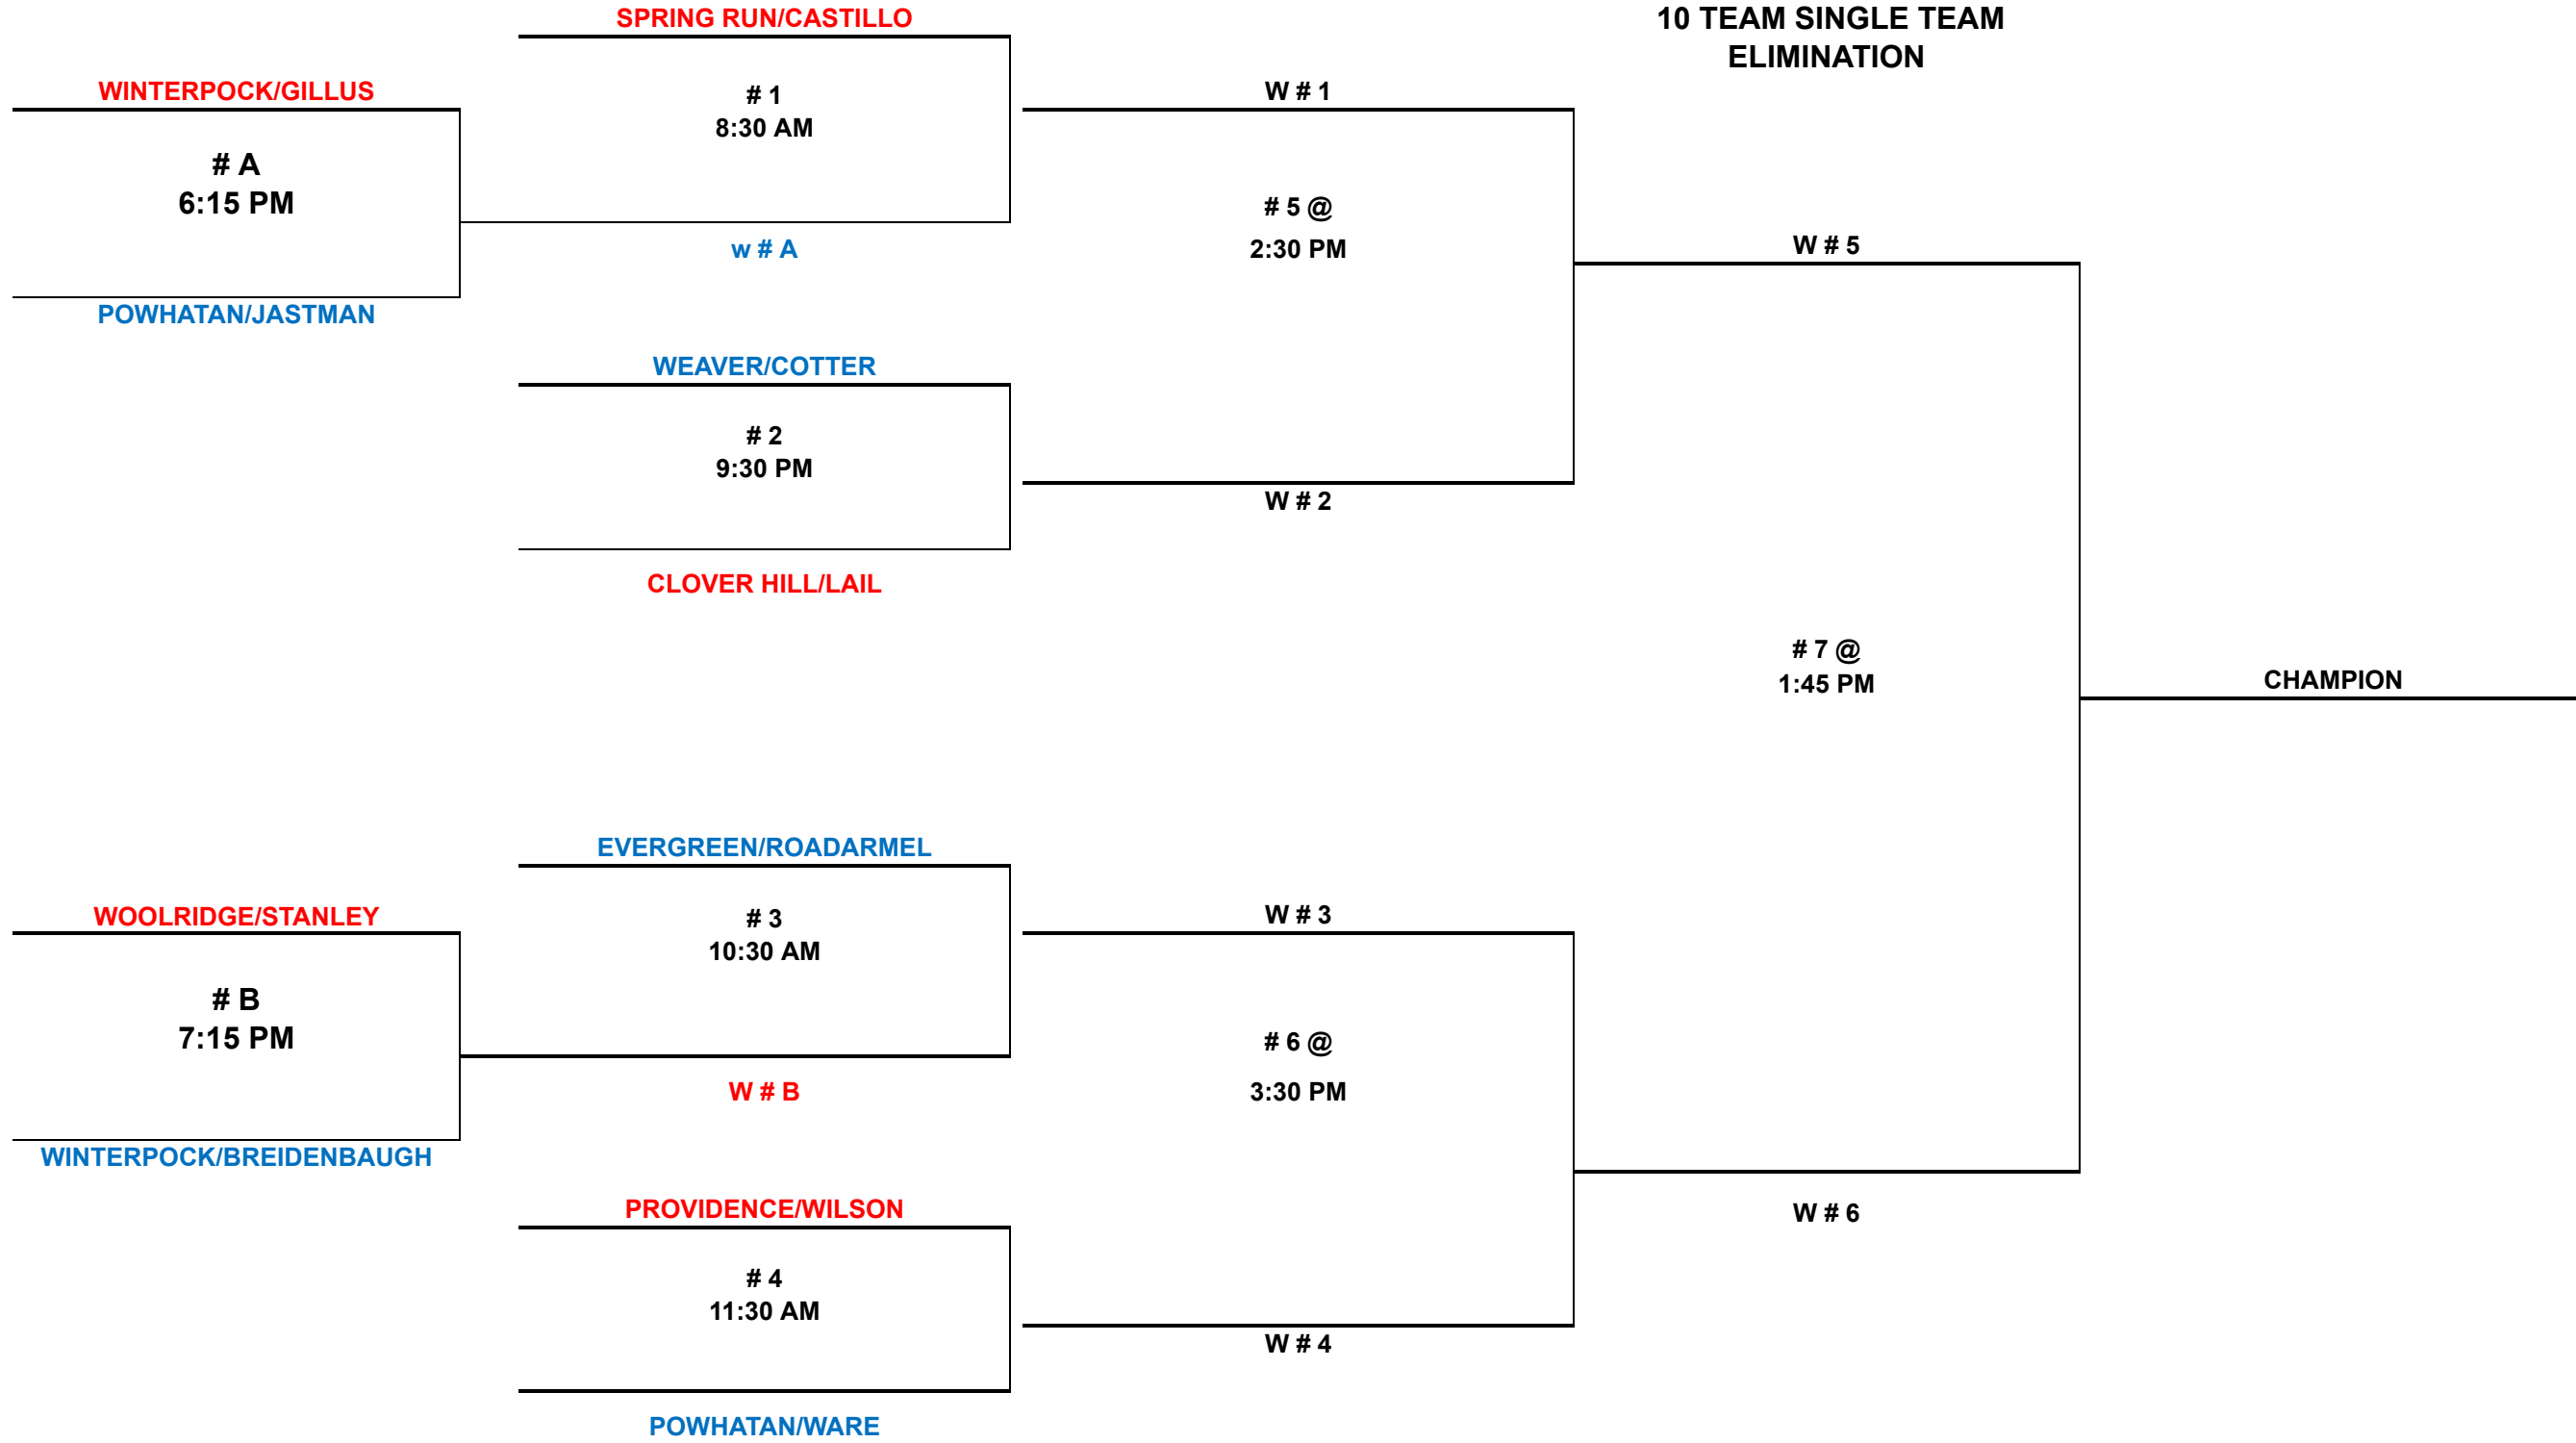 SPRING RUN/CASTILLO
10 TEAM SINGLE TEAM
ELIMINATION
WINTERPOCK/GILLUS
# 1
8:30 AM
W # 1
# A
6:15 PM
# 5 @
2:30 PM
w # A
W # 5
POWHATAN/JASTMAN
WEAVER/COTTER
# 2
9:30 PM
W # 2
CLOVER HILL/LAIL
# 7 @
1:45 PM
CHAMPION
EVERGREEN/ROADARMEL
WOOLRIDGE/STANLEY
# 3
10:30 AM
W # 3
# B
7:15 PM
# 6 @
3:30 PM
W # B
WINTERPOCK/BREIDENBAUGH
PROVIDENCE/WILSON
W # 6
# 4
11:30 AM
W # 4
POWHATAN/WARE